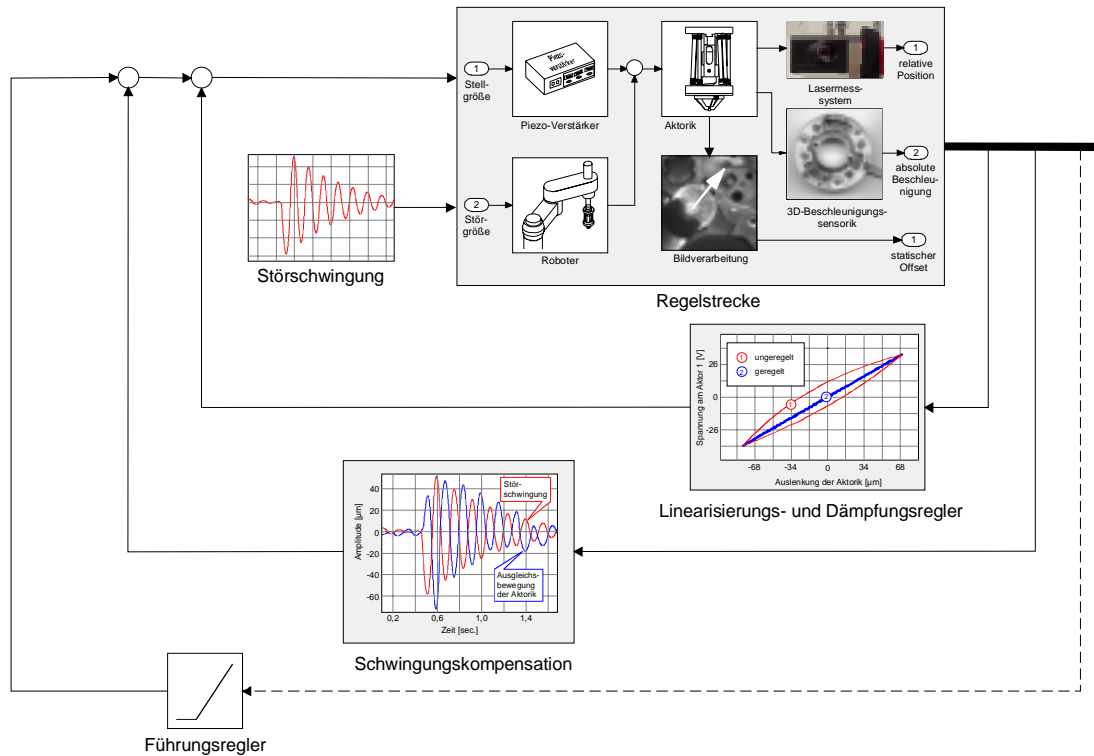 1
Stell-
größe
Piezo-
verstärker
Piezo-Verstärker
Aktorik
Lasermess-
system
1
relative
Position
2
Stör-
größe
Roboter
Bildverarbeitung
3D-Beschleunigungs-
sensorik
2
absolute
Beschleu-
nigung
1
statischer
Offset
Störschwingung
Regelstrecke
1 ungeregelt
2 geregelt
1
2
Spannung am Aktor 1 [V]
26
0
-26
-68 -34 0 34 68
Auslenkung der Aktorik [µm]
Linearisierungs- und Dämpfungsregler
Stör-
schwingung
Ausgleichs-
bewegung
der Aktorik
Amplitude [µm]
40
20
0
-20
-40
-60
0,2 0,6 1,0 1,4
Zeit [sec.]
Schwingungskompensation
Führungsregler